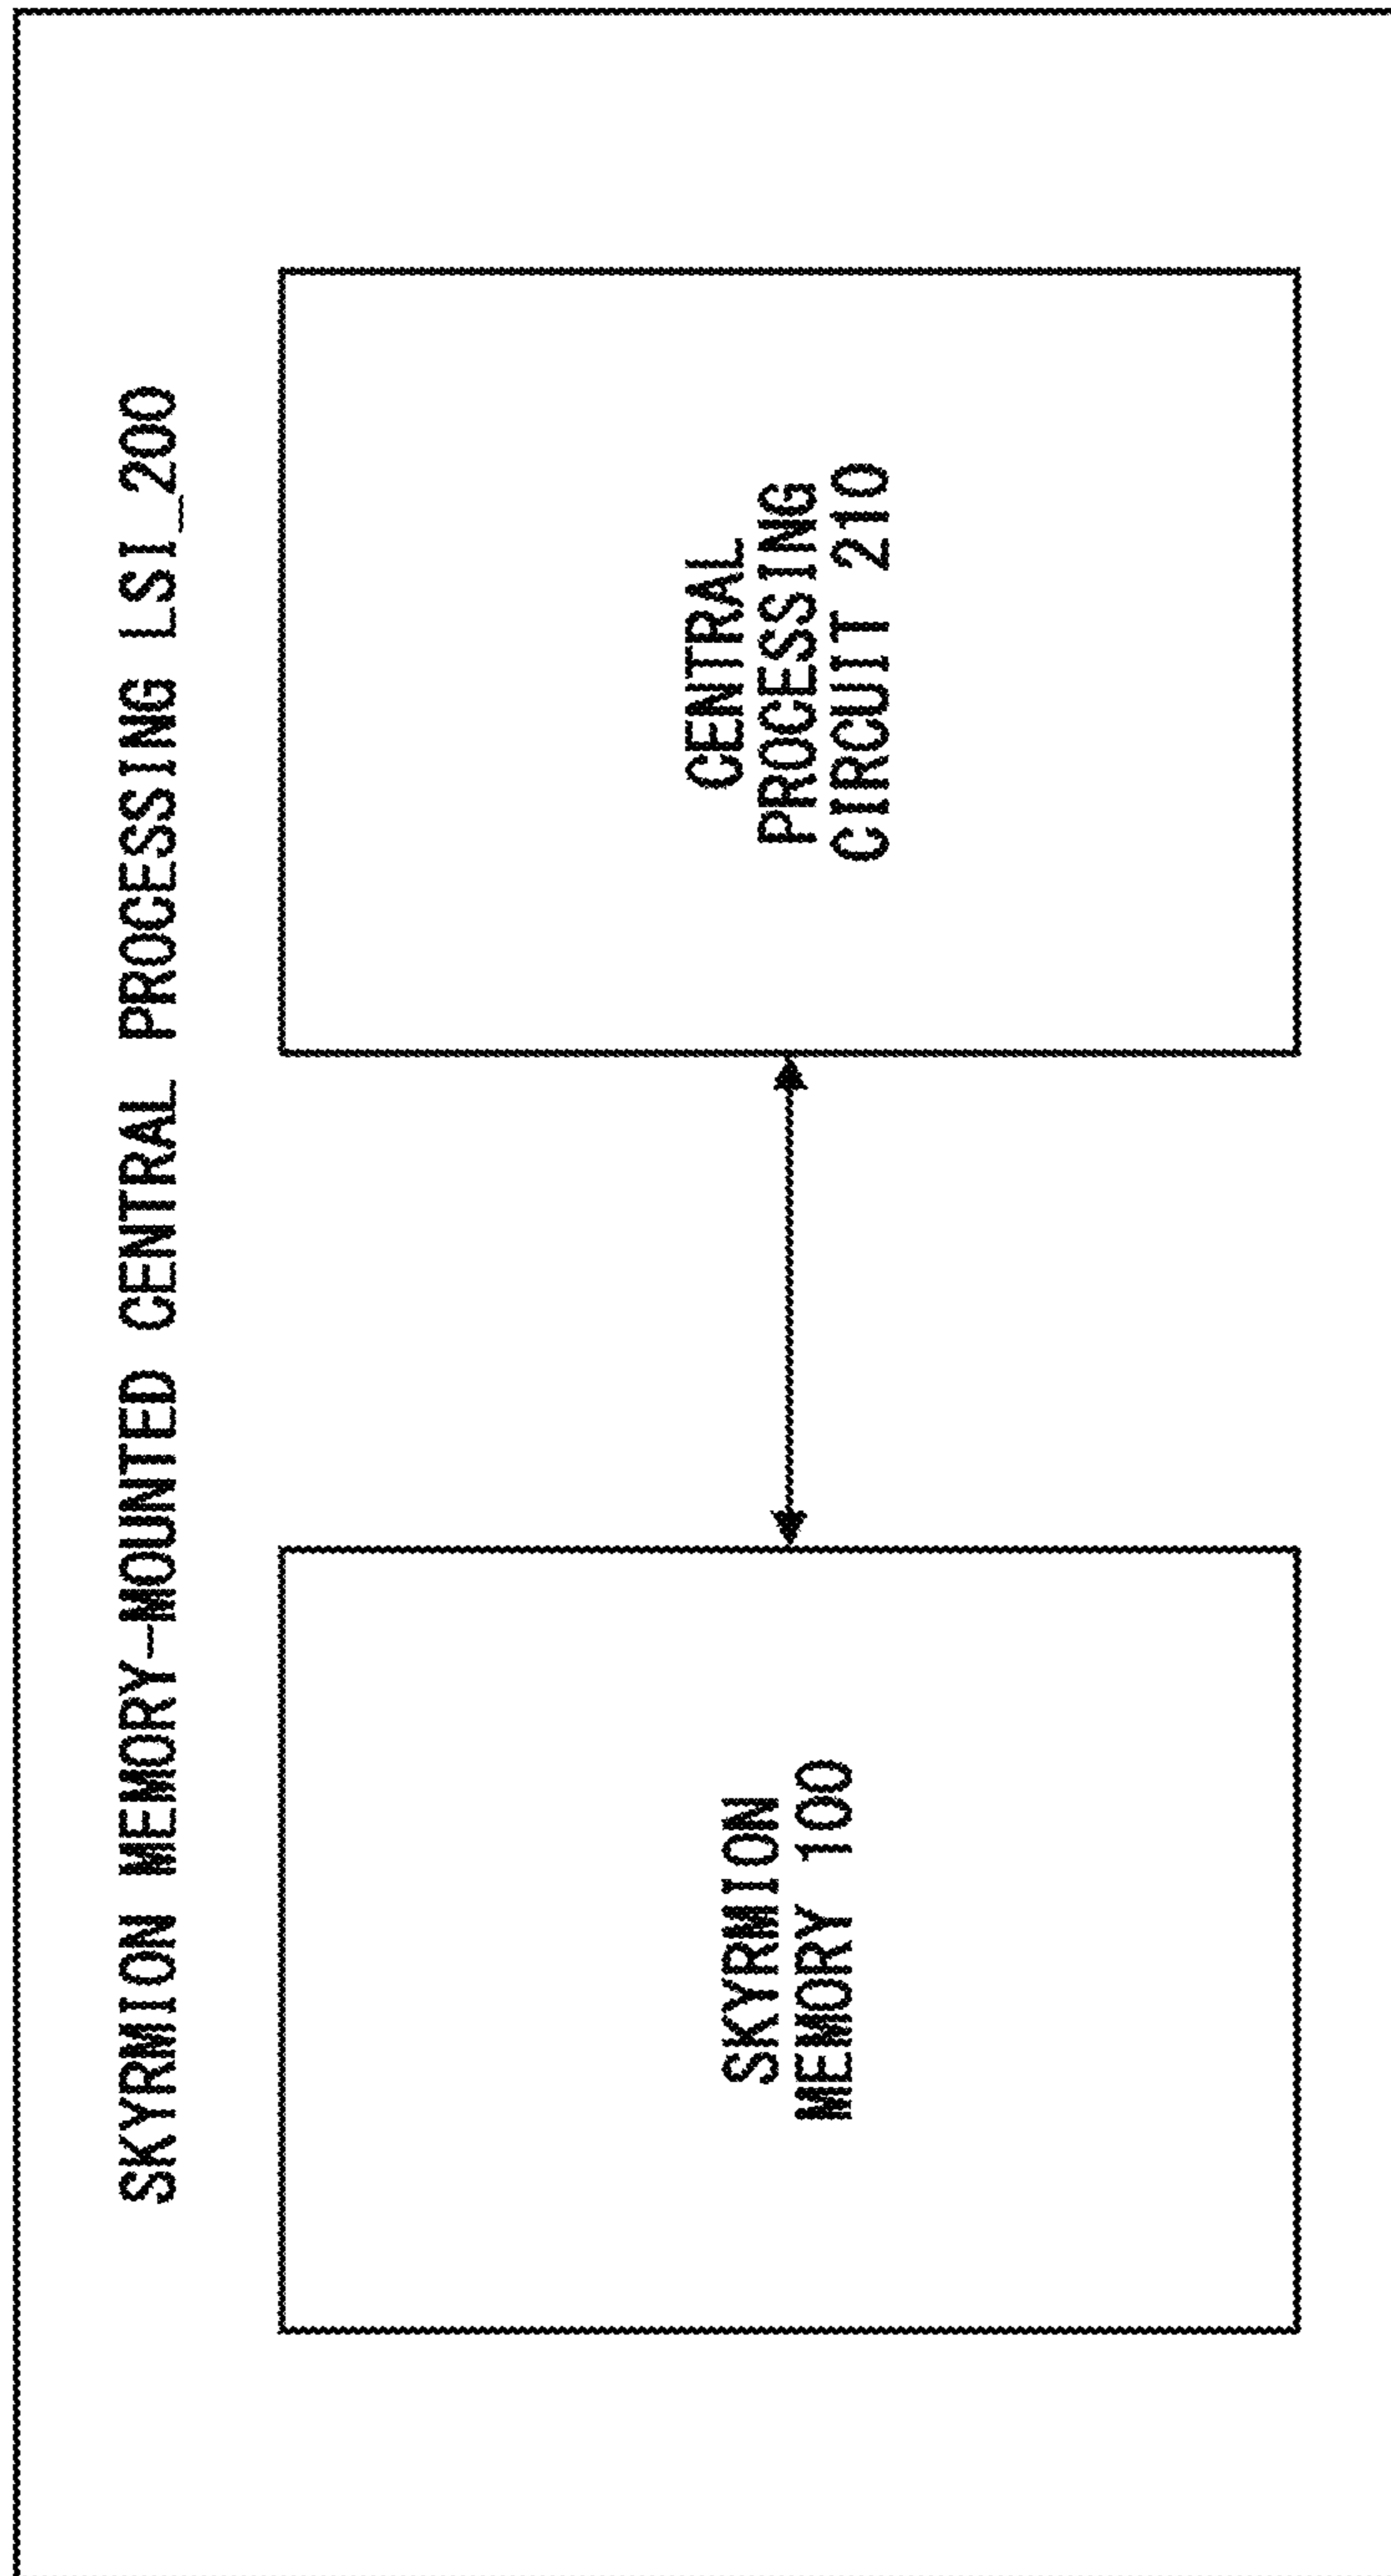 SKYRMION MEMORY-MOUNTED CENTRAL PROCESSING LSI_200
SKYRMION
MEMORY 100
CENTRAL
PROCESSING
CIRCUIT 210